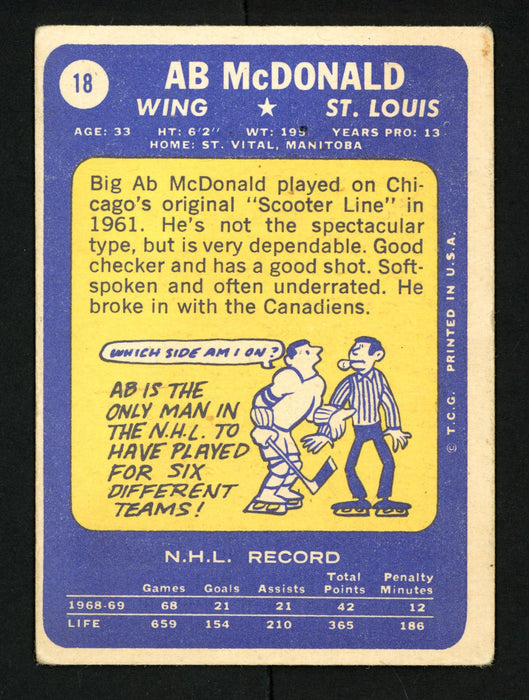 18
AB McDONALD
WING ★ ST. LOUIS
AGE: 33 HT: 6'2" WT: 195 YEARS PRO: 13
HOME: ST. VITAL, MANITOBA
Big Ab McDonald played on Chi-
cago's original "Scooter Line" in
1961. He's not the spectacular
type, but is very dependable. Good
checker and has a good shot. Soft-
spoken and often underrated. He
broke in with the Canadiens.
WHICH SIDE AM I ON?
AB IS THE
ONLY MAN IN
THE N.H.L. TO
HAVE PLAYED
FOR SIX
DIFFERENT
TEAMS!
© T.C.G. PRINTED IN U.S.A.
N.H.L. RECORD
Games Goals Assists Total Points Penalty Minutes
1968-69 68 21 21 42 12
LIFE 659 154 210 365 186